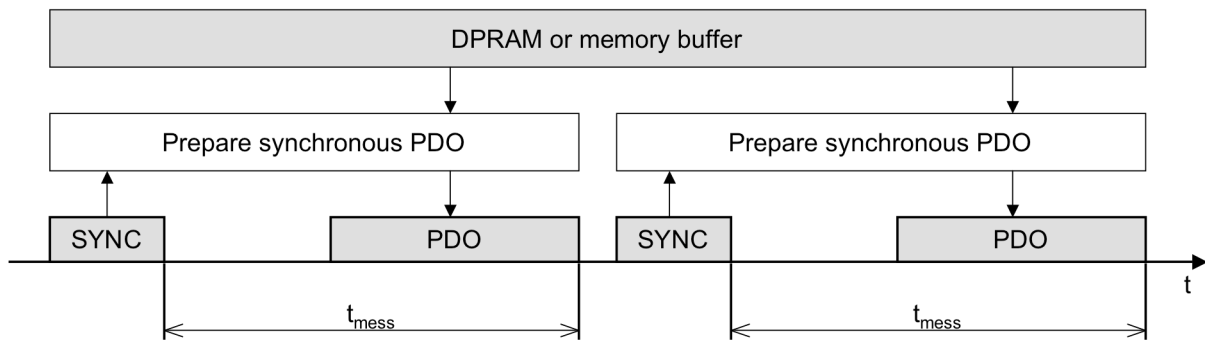 DPRAM or memory buffer
Prepare synchronous PDO Prepare synchronous PDO
SYNC PDO SYNC PDO
t
tmess tmess